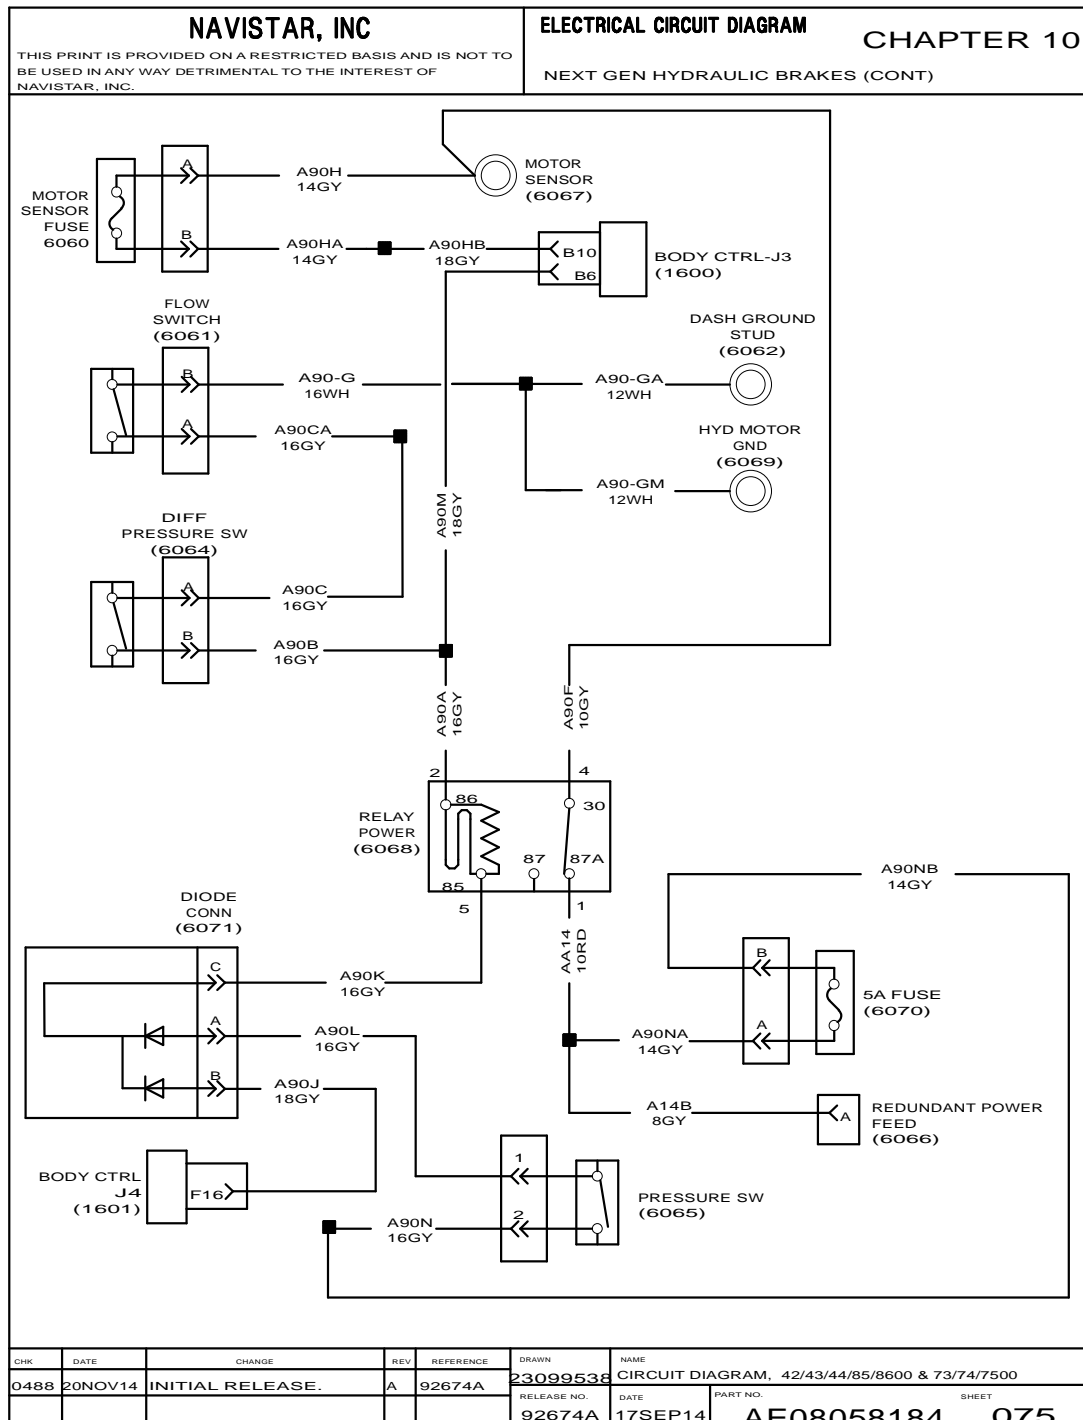 NAVISTAR, INC
THIS PRINT IS PROVIDED ON A RESTRICTED BASIS AND IS NOT TO
BE USED IN ANY WAY DETRIMENTAL TO THE INTEREST OF
NAVISTAR, INC.
ELECTRICAL CIRCUIT DIAGRAM
CHAPTER 10
NEXT GEN HYDRAULIC BRAKES (CONT)
MOTOR
SENSOR
FUSE
6060
A
B
A90H
14GY
MOTOR
SENSOR
(6067)
A90HA
14GY
A90HB
18GY
B10
B6
BODY CTRL-J3
(1600)
FLOW
SWITCH
(6061)
B
A
A90-G
16WH
A90CA
16GY
DASH GROUND
STUD
(6062)
A90-GA
12WH
HYD MOTOR
GND
(6069)
A90-GM
12WH
A90M
18GY
DIFF
PRESSURE SW
(6064)
A
B
A90C
16GY
A90B
16GY
A90A
16GY
A90F
10GY
2
4
RELAY
POWER
(6068)
86
30
87
87A
85
5
1
AA14
10RD
A90NB
14GY
DIODE
CONN
(6071)
C
A
B
A90K
16GY
A90L
16GY
A90J
18GY
B
A
5A FUSE
(6070)
A90NA
14GY
A14B
8GY
A
REDUNDANT POWER
FEED
(6066)
BODY CTRL
J4
(1601)
F16
1
2
A90N
16GY
PRESSURE SW
(6065)
CHK DATE CHANGE REV REFERENCE
0488 20NOV14 INITIAL RELEASE. A 92674A
DRAWN
23099538
NAME
CIRCUIT DIAGRAM, 42/43/44/85/8600 & 73/74/7500
RELEASE NO.
92674A
DATE
17SEP14
PART NO.
AE08058184
SHEET
075